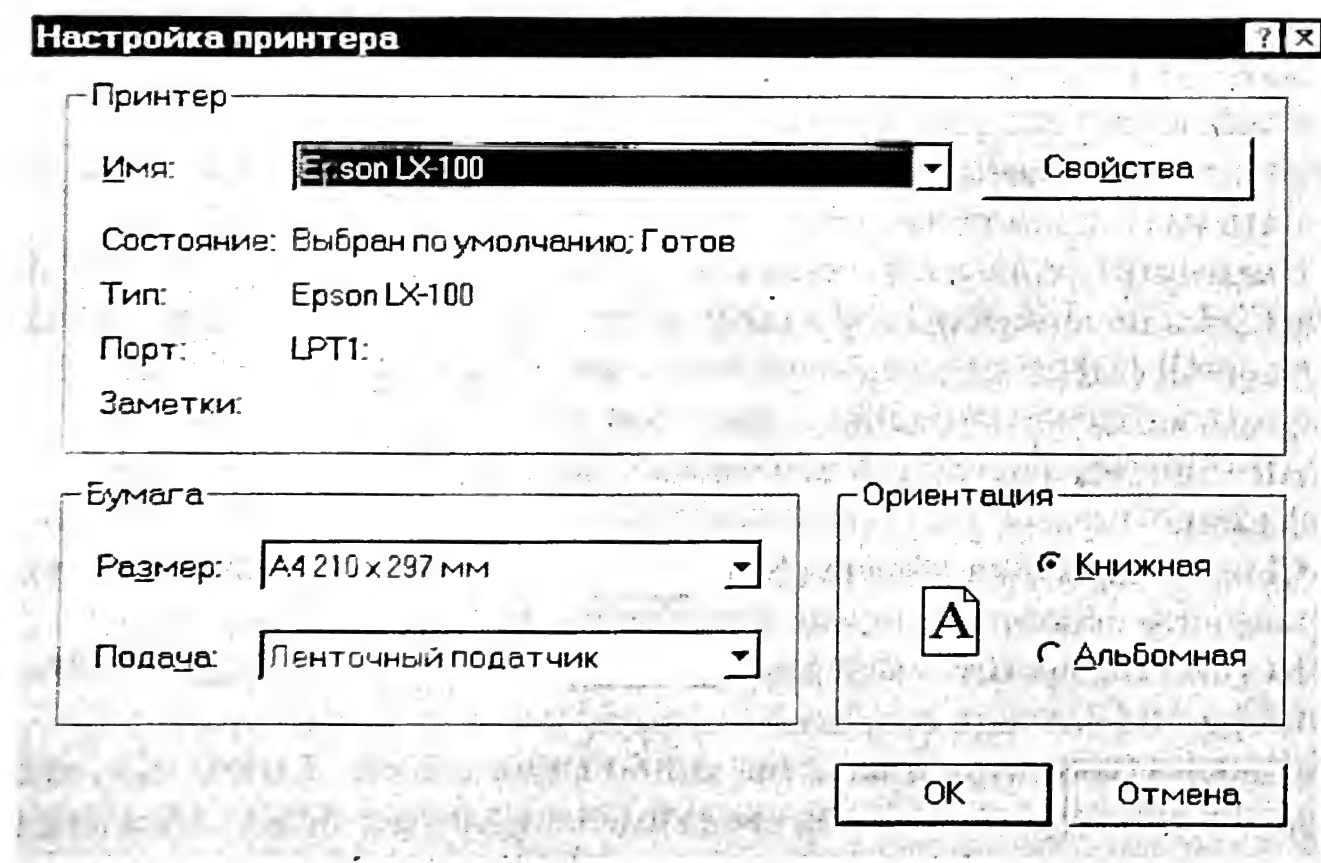 Настройка принтера
Принтер
Имя: Epson LX-100 Свойства
Состояние: Выбран по умолчанию; Готов
Тип: Epson LX-100
Порт: LPT1:
Заметки:
Бумага
Размер: A4 210 x 297 мм
Подача: Ленточный податчик
Ориентация
A
Книжная
Альбомная
OK Отмена